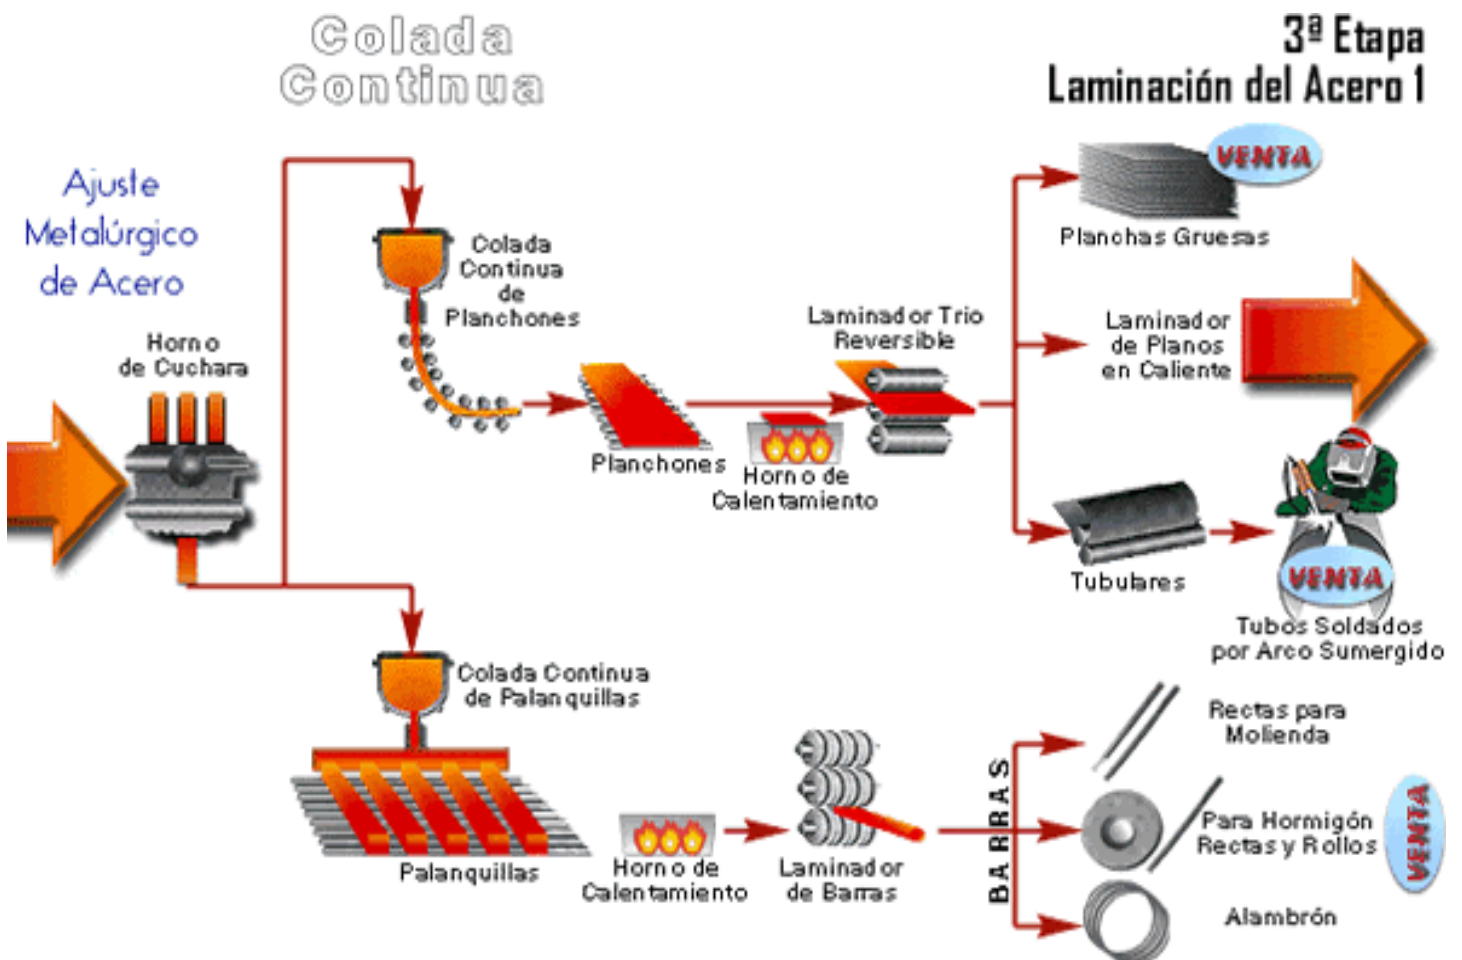 Colada
Continua
3ª Etapa
Laminación del Acero 1
Ajuste
Metalúrgico
de Acero
Horno
de Cuchara
Colada
Continua
de
Planchones
Planchones
Horno de
Calentamiento
Laminador Trio
Reversible
VENTA
Planchas Gruesas
Laminador
de Planos
en Caliente
Tubulares
VENTA
Tubos Soldados
por Arco Sumergido
Colada Continua
de Palanquillas
Palanquillas
Horno de
Calentamiento
Laminador
de Barras
BARRAS
Rectas para
Molienda
Para Hormigón
Rectas y Rollos
VENTA
Alambrón